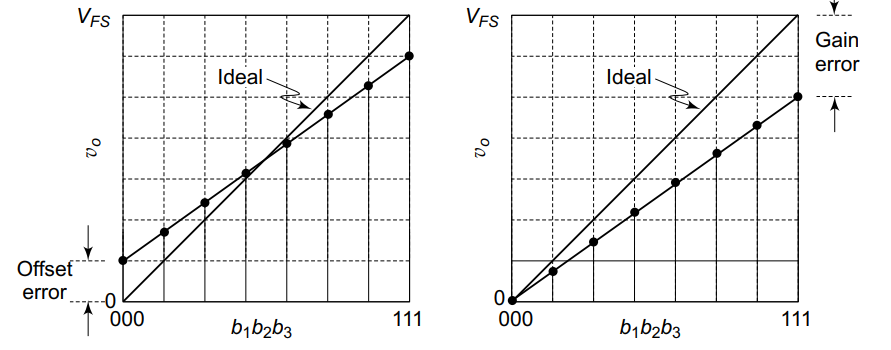 V_FS
Ideal
v_o
Offset
error
0
000
b₁b₂b₃
111
V_FS
Gain
error
Ideal
v_o
0
000
b₁b₂b₃
111